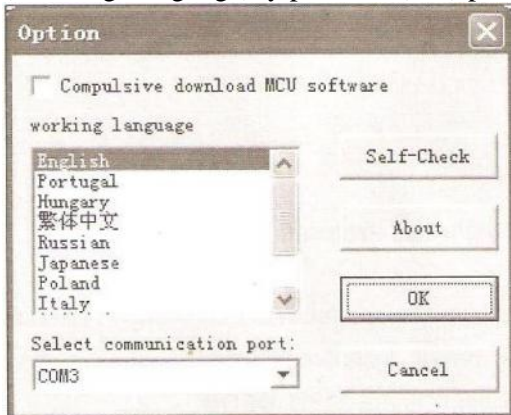 Option
Compulsive download MCU software
working language
English
Portugal
Hungary
繁体中文
Russian
Japanese
Poland
Italy
Self-Check
About
OK
Select communication port:
COM3
Cancel